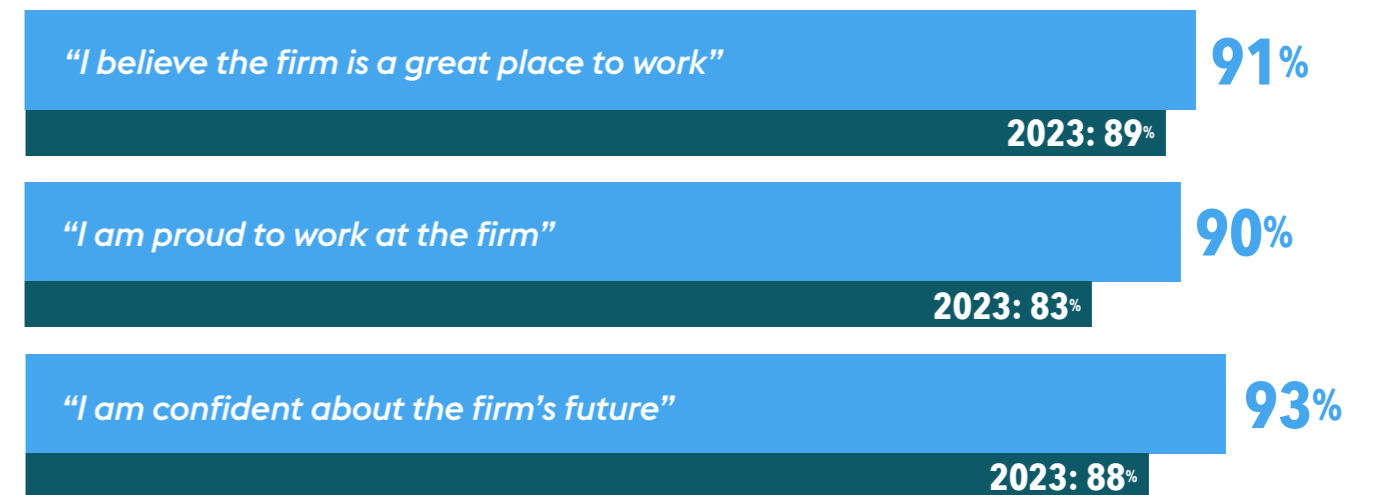 “I believe the firm is a great place to work”
91%
2023: 89%
“I am proud to work at the firm”
90%
2023: 83%
“I am confident about the firm’s future”
93%
2023: 88%